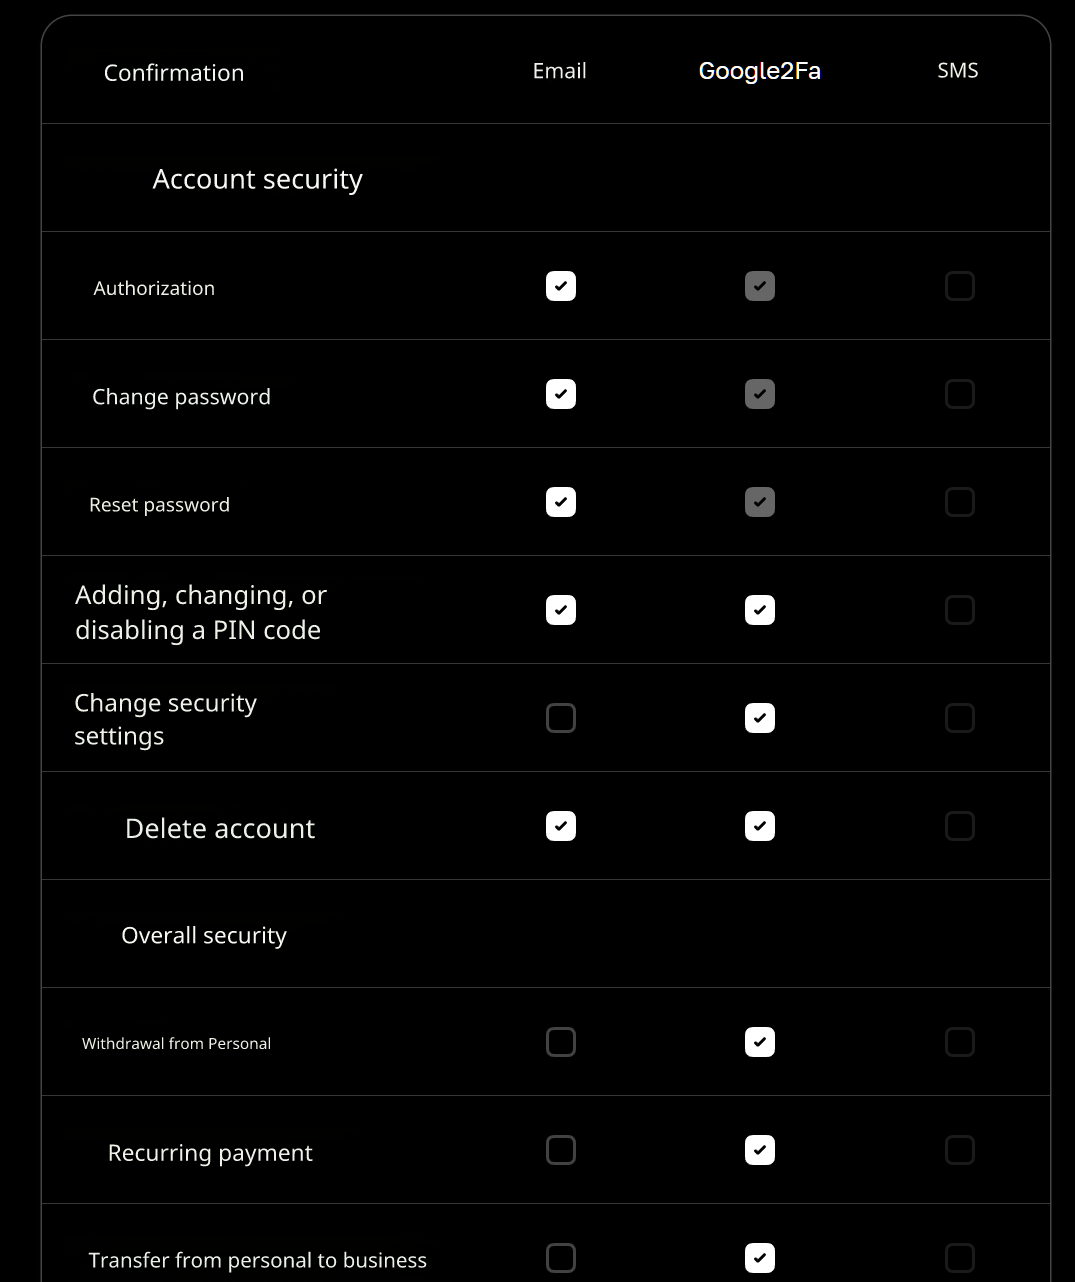 Confirmation Email Google2Fa SMS
Account security
Authorization
Change password
Reset password
Adding, changing, or
disabling a PIN code
Change security
settings
Delete account
Overall security
Withdrawal from Personal
Recurring payment
Transfer from personal to business